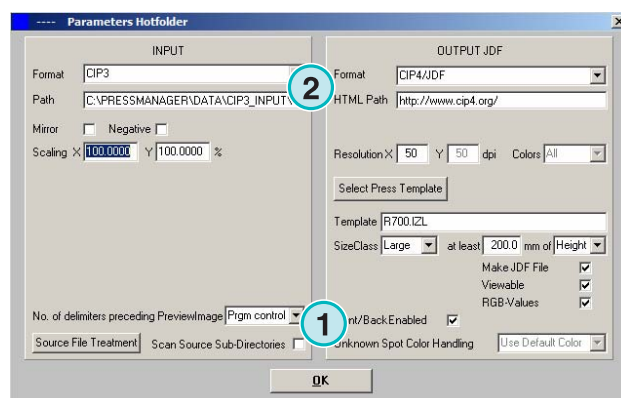 ---- Parameters Hotfolder
INPUT
Format CIP3
Path C:\PRESSMANAGER\DATA\CIP3_INPUT\
Mirror Negative
Scaling X 100.0000 Y 100.0000 %
No. of delimiters preceding PreviewImage Prgm control
Source File Treatment Scan Source Sub-Directories
2
1
OUTPUT JDF
Format CIP4/JDF
HTML Path http://www.cip4.org/
Resolution X 50 Y 50 dpi Colors All
Select Press Template
Template R700.IZL
SizeClass Large at least 200.0 mm of Height
Make JDF File
Viewable
RGB-Values
nt/Back Enabled
Unknown Spot Color Handling Use Default Color
OK